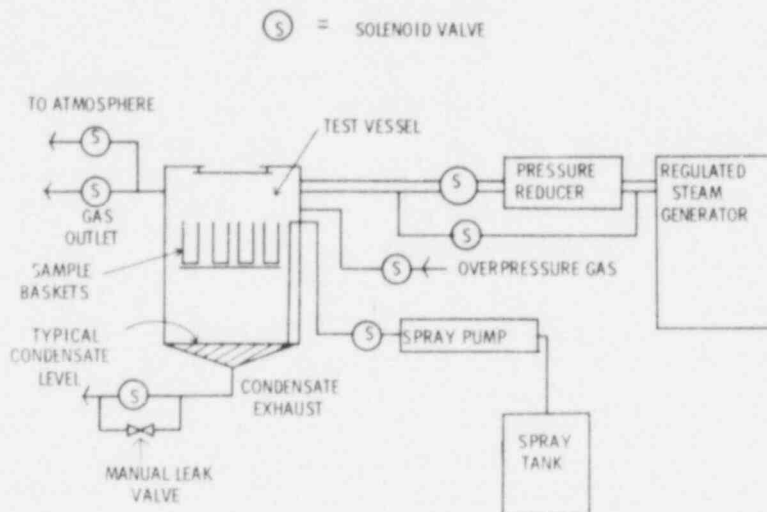 S = SOLENOID VALVE
TO ATMOSPHERE
S
TEST VESSEL
S
GAS
OUTLET
S
PRESSURE
REDUCER
REGULATED
STEAM
GENERATOR
S
SAMPLE
BASKETS
S
OVERPRESSURE GAS
TYPICAL
CONDENSATE
LEVEL
S
SPRAY PUMP
S
CONDENSATE
EXHAUST
MANUAL LEAK
VALVE
SPRAY
TANK